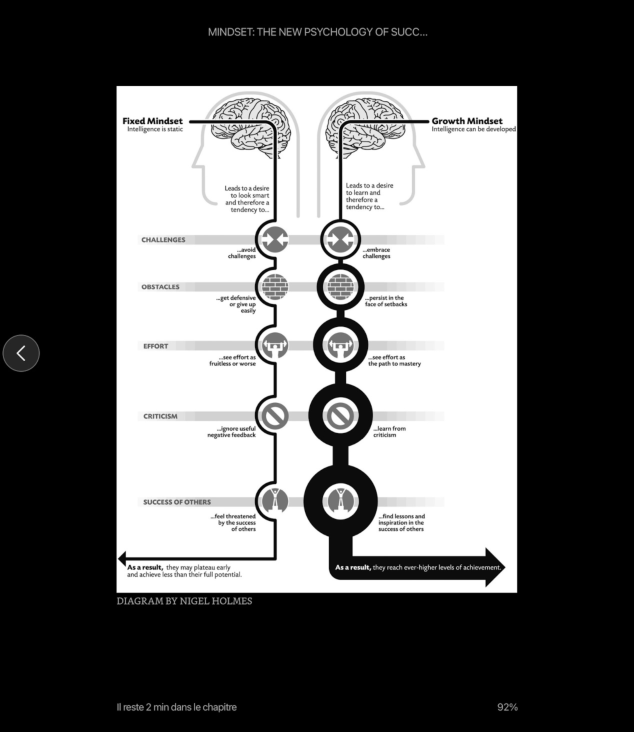 MINDSET: THE NEW PSYCHOLOGY OF SUCC...
Fixed Mindset
Intelligence is static
Growth Mindset
Intelligence can be developed
Leads to a desire
to look smart
and therefore a
tendency to...
Leads to a desire
to learn and
therefore a
tendency to...
CHALLENGES
...avoid
challenges
...embrace
challenges
OBSTACLES
...get defensive
or give up
easily
...persist in the
face of setbacks
EFFORT
...see effort as
fruitless or worse
...see effort as
the path to mastery
CRITICISM
...ignore useful
negative feedback
...learn from
criticism
SUCCESS OF OTHERS
...feel threatened
by the success
of others
...find lessons and
inspiration in the
success of others
As a result, they may plateau early
and achieve less than their full potential.
As a result, they reach ever-higher levels of achievement.
DIAGRAM BY NIGEL HOLMES
Il reste 2 min dans le chapitre
92%